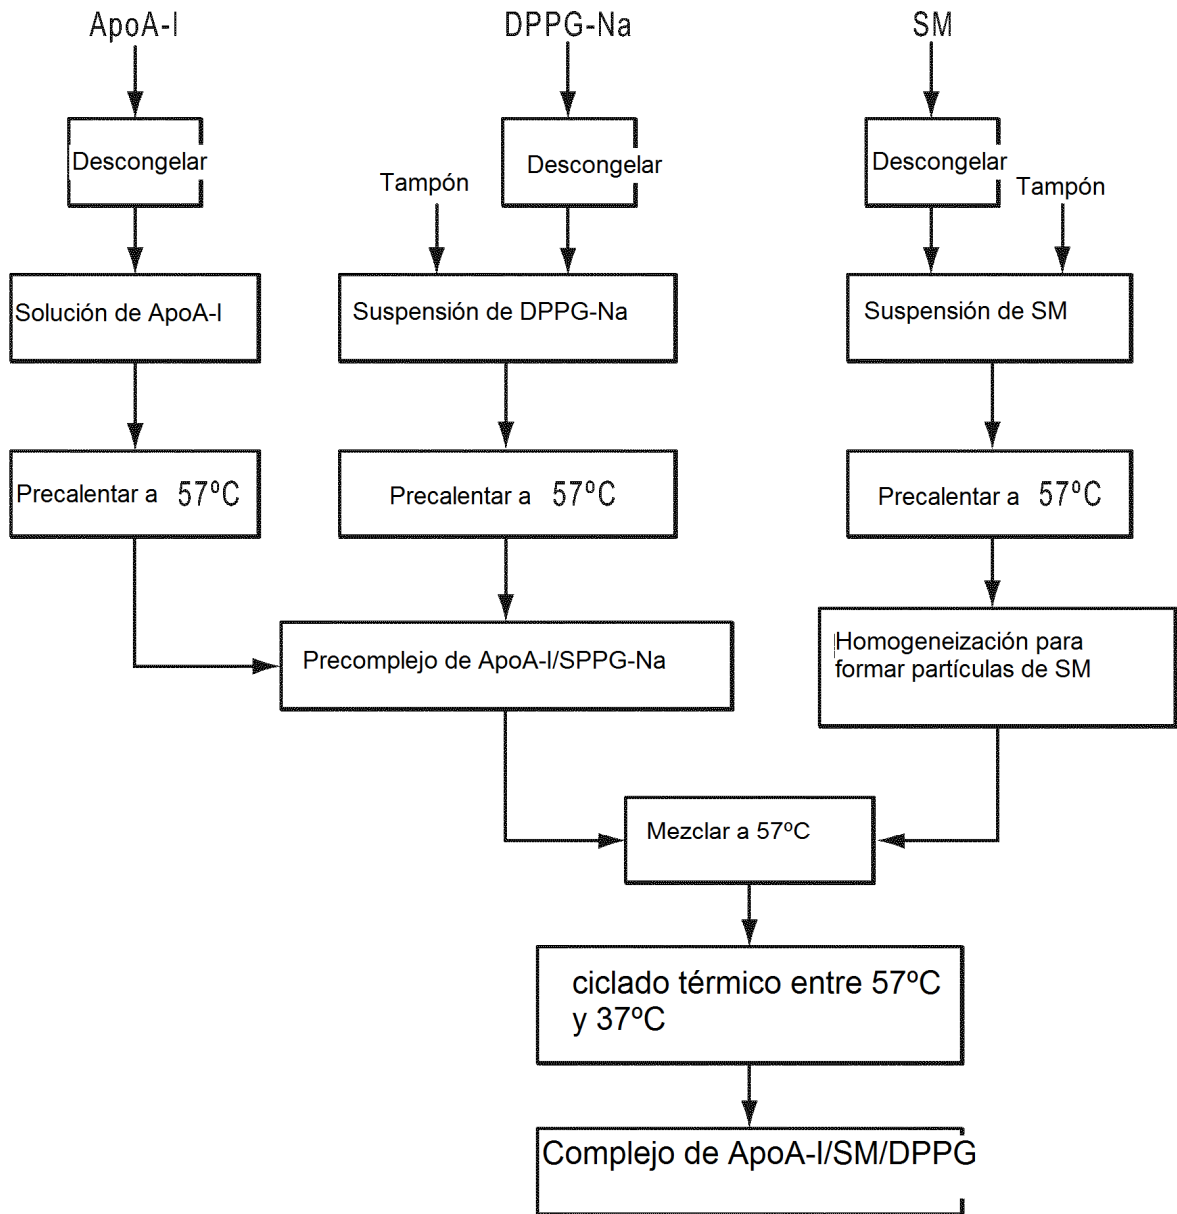 ApoA-I
DPPG-Na
SM
Descongelar
Descongelar
Descongelar
Tampón
Tampón
Solución de ApoA-I
Suspensión de DPPG-Na
Suspensión de SM
Precalentar a 57ºC
Precalentar a 57ºC
Precalentar a 57ºC
Precomplejo de ApoA-I/SPPG-Na
Homogeneización para
formar partículas de SM
Mezclar a 57ºC
ciclado térmico entre 57ºC
y 37ºC
Complejo de ApoA-I/SM/DPPG